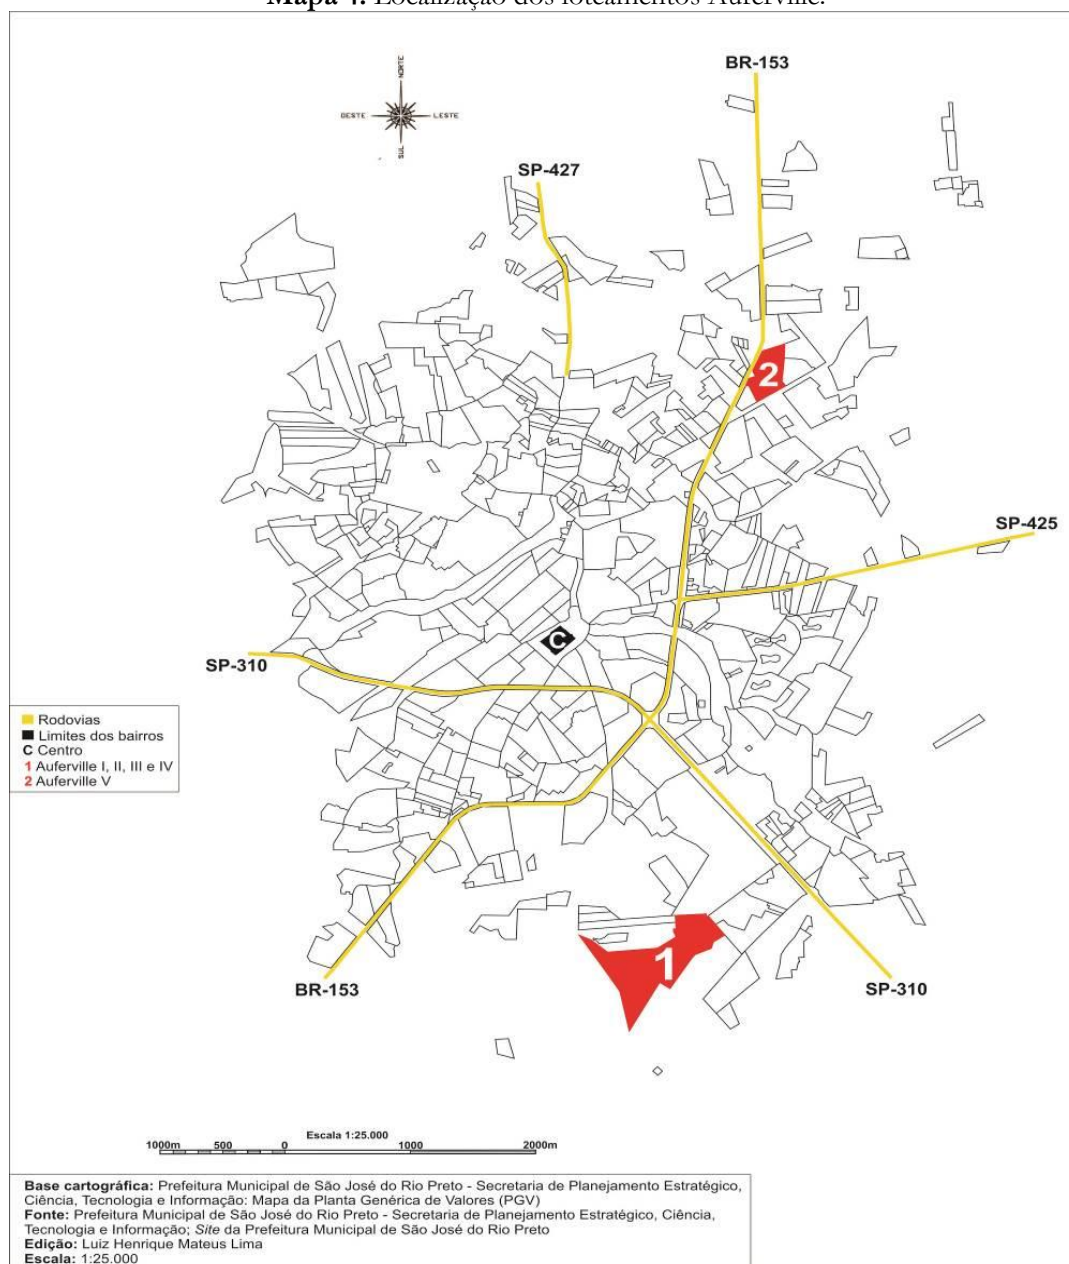 Mapa 4. Localização dos loteamentos Auferville.
BR-153
NORTE
OESTE
LESTE
SUL
SP-427
2
SP-425
C
SP-310
Rodovias
Limites dos bairros
C Centro
1 Auferville I, II, III e IV
2 Auferville V
1
BR-153
SP-310
Escala 1:25.000
1000m 500 0 1000 2000m
Base cartográfica: Prefeitura Municipal de São José do Rio Preto - Secretaria de Planejamento Estratégico,
Ciência, Tecnologia e Informação: Mapa da Planta Genérica de Valores (PGV)
Fonte: Prefeitura Municipal de São José do Rio Preto - Secretaria de Planejamento Estratégico, Ciência,
Tecnologia e Informação; Site da Prefeitura Municipal de São José do Rio Preto
Edição: Luiz Henrique Mateus Lima
Escala: 1:25.000